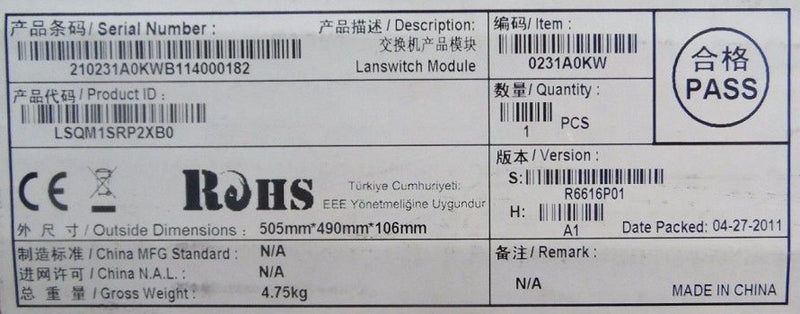 产品条码 / Serial Number :
210231A0KWB114000182
产品描述 / Description:
交换机产品模块
Lanswitch Module
编码 / Item :
0231A0KW
合格
PASS
产品代码 / Product ID :
LSQM1SRP2XB0
数量 / Quantity :
1 PCS
CE
RoHS
Türkiye Cumhuriyeti:
EEE Yönetmeliğine Uygundur
外 形 尺 寸 / Outside Dimensions : 505mm*490mm*106mm
版本 / Version :
S:
R6616P01
H:
A1
Date Packed: 04-27-2011
制造标准 / China MFG Standard : N/A
进网许可 / China N.A.L. : N/A
总 重 量 / Gross Weight : 4.75kg
备注 / Remark :
N/A
MADE IN CHINA